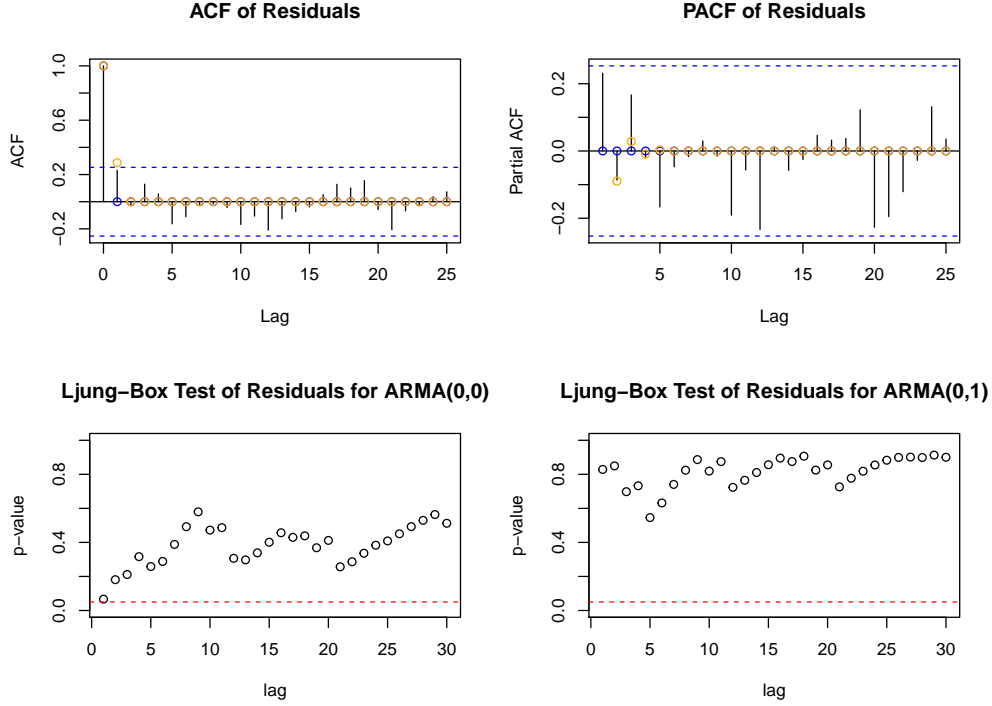 ACF of Residuals
ACF
1.0
0.6
0.2
−0.2
0 5 10 15 20 25
Lag
PACF of Residuals
Partial ACF
0.2
0.0
−0.2
5 10 15 20 25
Lag
Ljung−Box Test of Residuals for ARMA(0,0)
p−value
0.8
0.4
0.0
0 5 10 15 20 25 30
lag
Ljung−Box Test of Residuals for ARMA(0,1)
p−value
0.8
0.4
0.0
0 5 10 15 20 25 30
lag